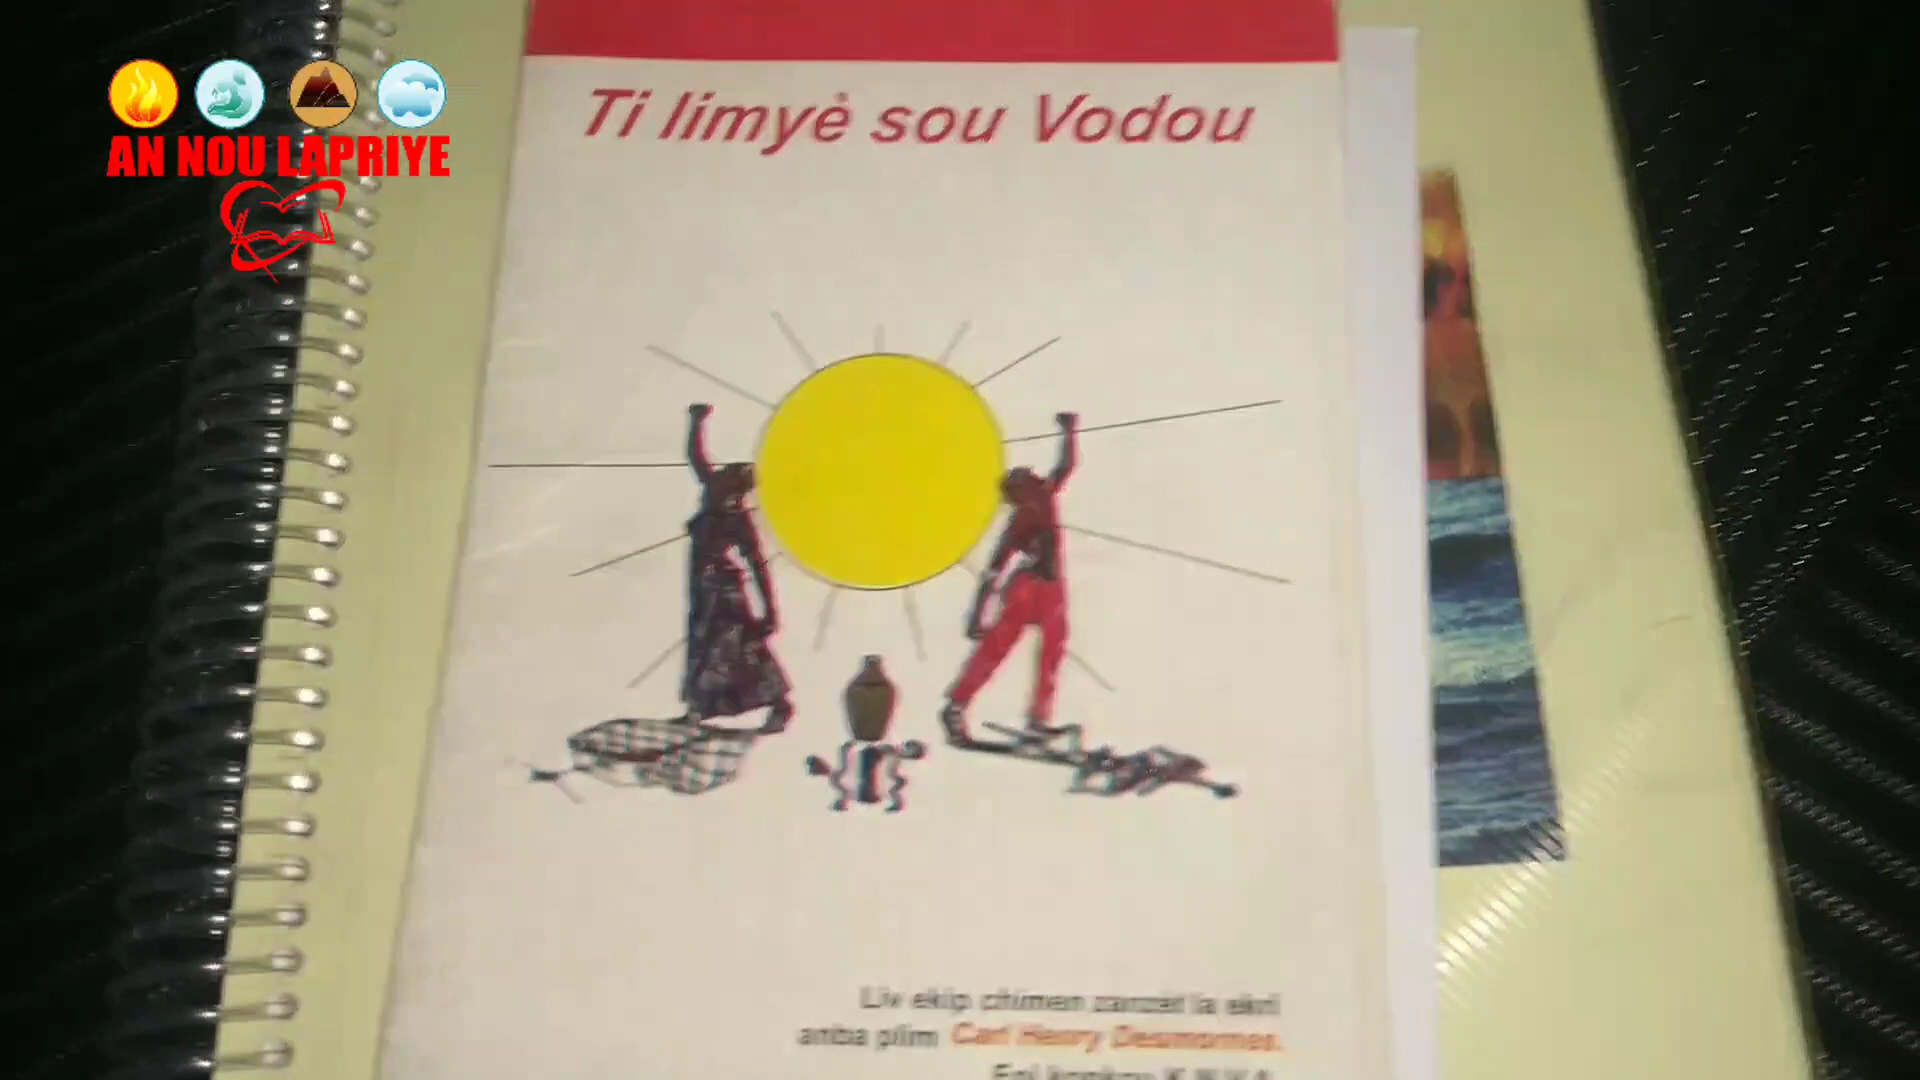 AN NOU LAPRIYE
Ti limyè sou Vodou
Liv ekip chimen zanzèt la ekri
anba plim Carl Henry Desmornes.